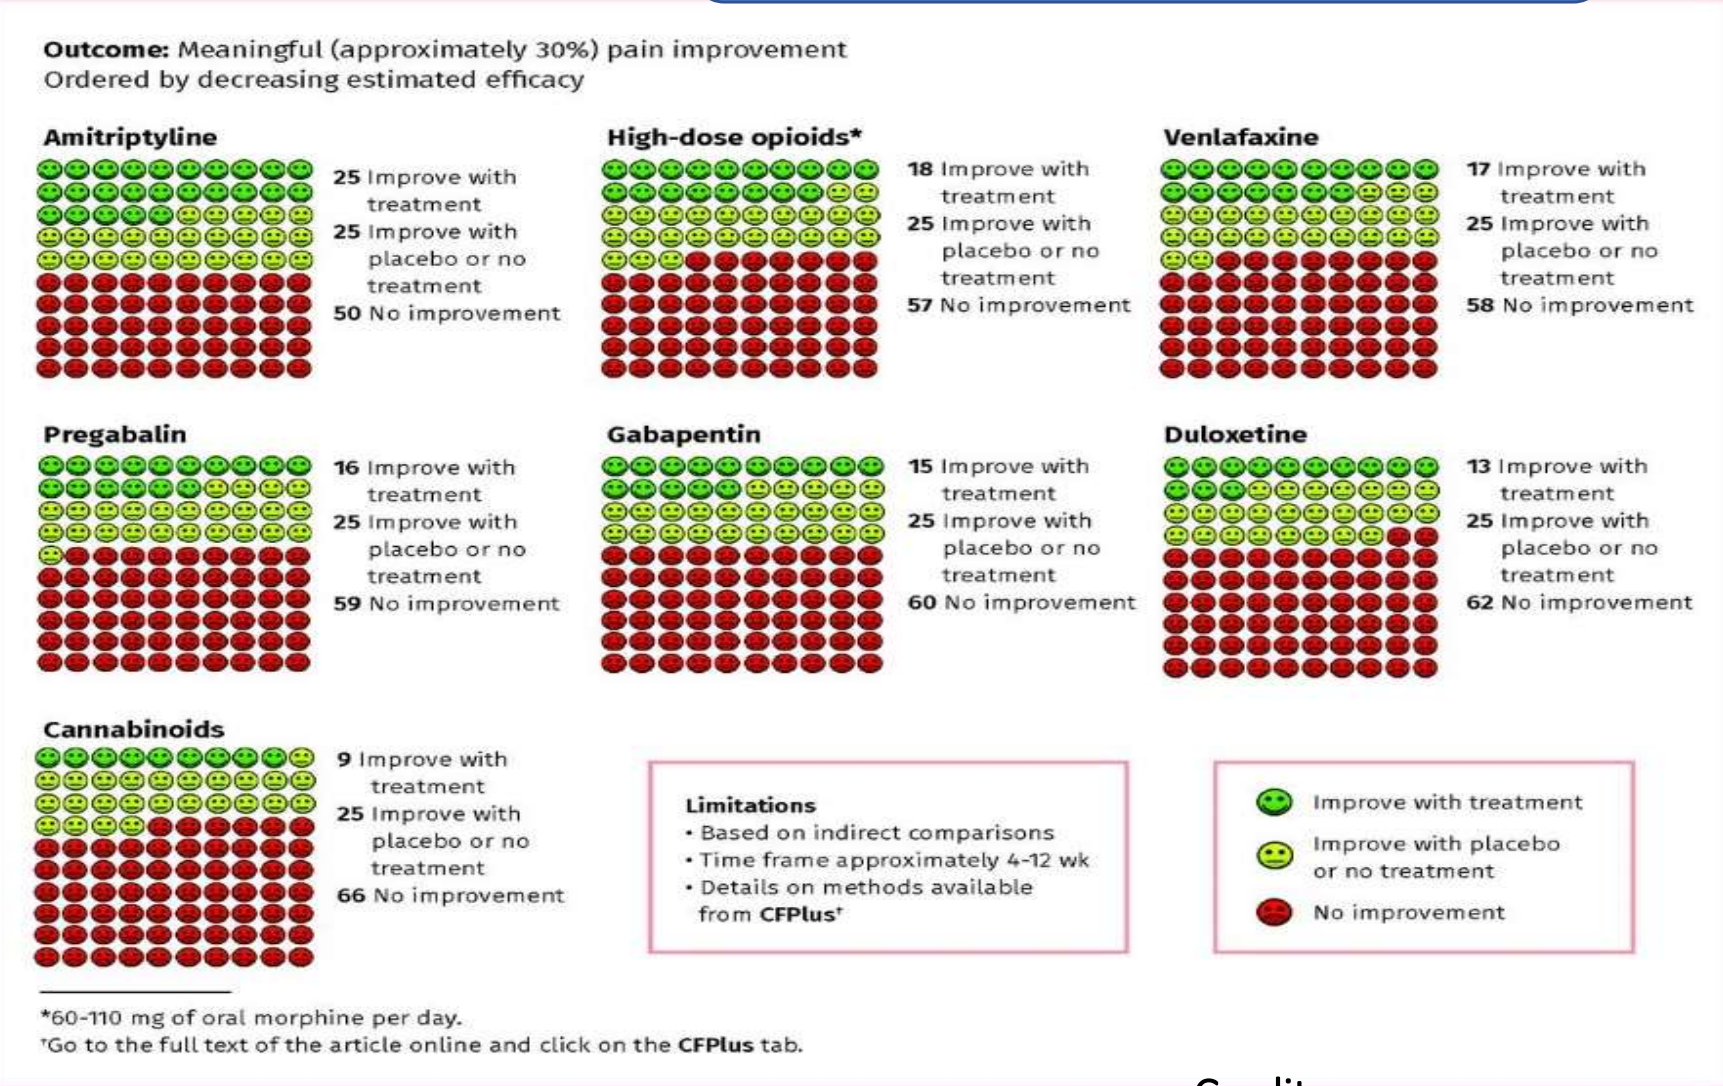 Outcome: Meaningful (approximately 30%) pain improvement
Ordered by decreasing estimated efficacy
Amitriptyline
25 Improve with
treatment
25 Improve with
placebo or no
treatment
50 No improvement
High-dose opioids*
18 Improve with
treatment
25 Improve with
placebo or no
treatment
57 No improvement
Venlafaxine
17 Improve with
treatment
25 Improve with
placebo or no
treatment
58 No improvement
Pregabalin
16 Improve with
treatment
25 Improve with
placebo or no
treatment
59 No improvement
Gabapentin
15 Improve with
treatment
25 Improve with
placebo or no
treatment
60 No improvement
Duloxetine
13 Improve with
treatment
25 Improve with
placebo or no
treatment
62 No improvement
Cannabinoids
9 Improve with
treatment
25 Improve with
placebo or no
treatment
66 No improvement
Limitations
• Based on indirect comparisons
• Time frame approximately 4-12 wk
• Details on methods available
from CFPlus†
Improve with treatment
Improve with placebo
or no treatment
No improvement
*60-110 mg of oral morphine per day.
†Go to the full text of the article online and click on the CFPlus tab.